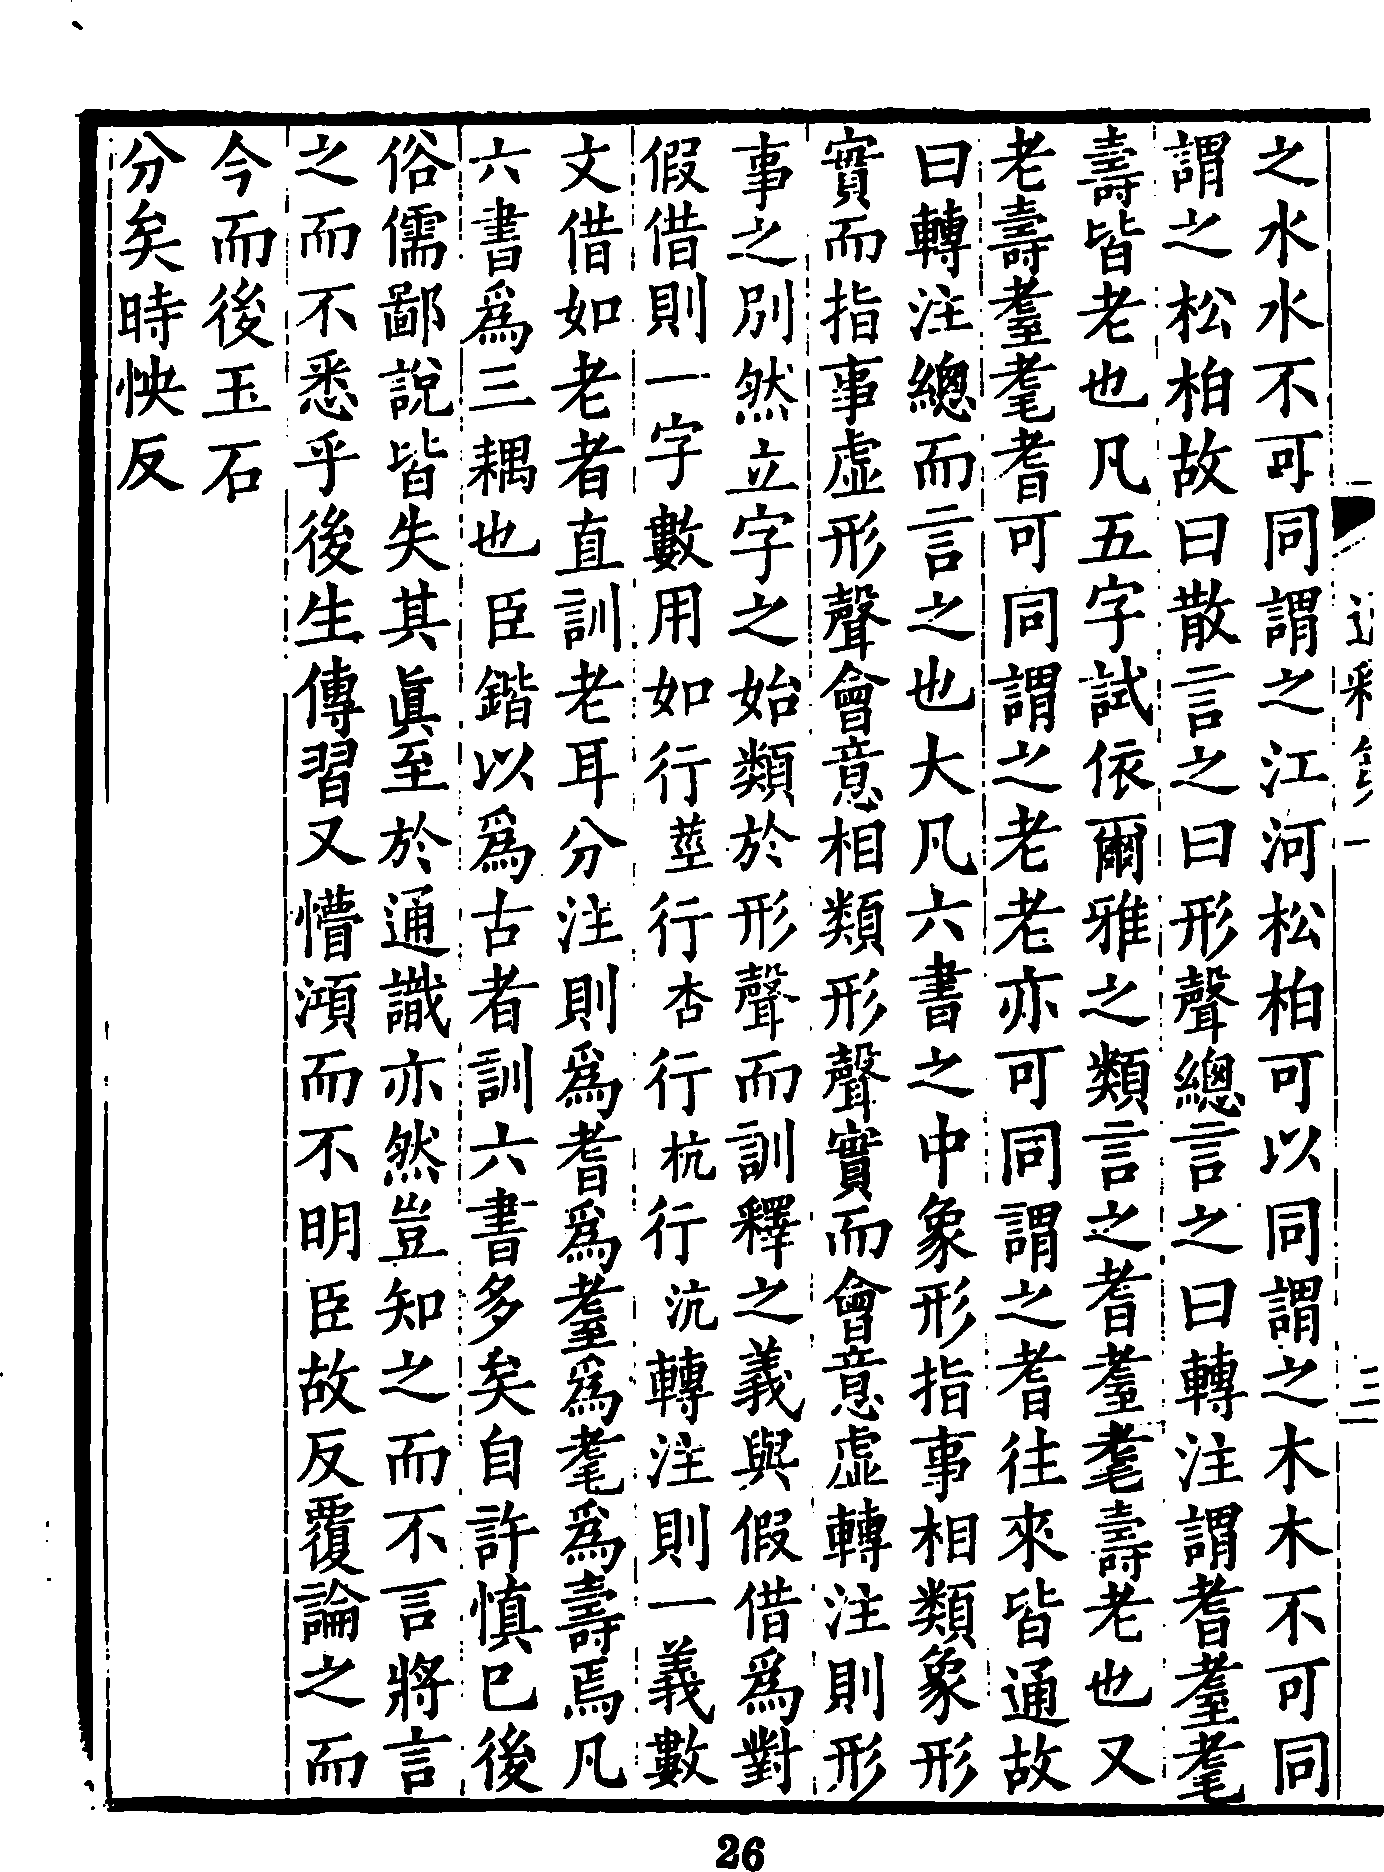 之水水不可同謂之江河松柏可以同謂之木木不可同
謂之松柏故曰散言之曰形聲總言之曰轉注謂耆耋耄
壽皆老也凡五字試依爾雅之類言之耆耋耄壽老也又
老壽耋耄耆可同謂之老老亦可同謂之耆往來皆通故
曰轉注總而言之也大凡六書之中象形指事相類象形
實而指事虛形聲會意相類形聲實而會意虛轉注則形
事之別然立字之始類於形聲而訓釋之義與假借爲對
假借則一字數用如行莖行杏行杭行沆轉注則一義數
文借如老者直訓老耳分注則爲耆爲耋爲耄爲壽焉凡
六書爲三耦也臣鍇以爲古者訓六書多矣自許慎已後
俗儒鄙說皆失其眞至於通識亦然豈知之而不言將言
之而不悉乎後生傳習又懵澒而不明臣故反覆論之而
今而後玉石
分矣時怏反
26